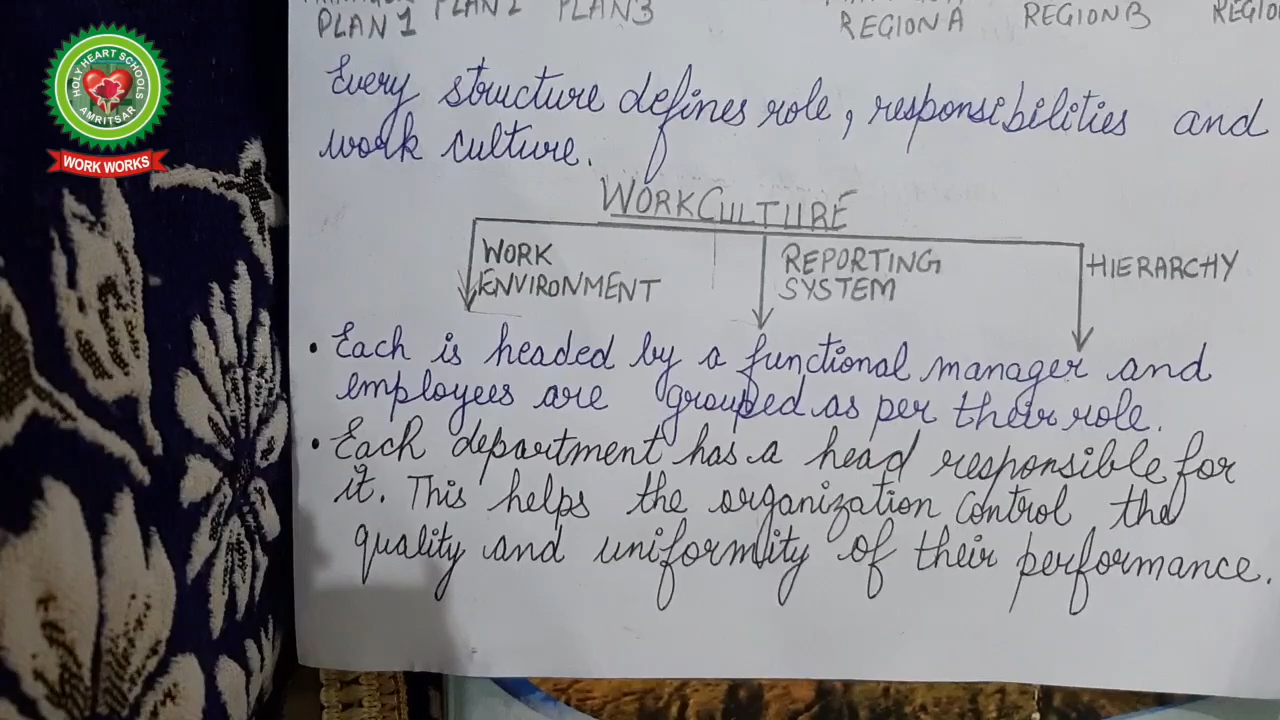 HOLY HEART SCHOOLS
AMRITSAR
WORK WORKS
PLAN 1 PLAN 2 PLAN 3
REGION A REGION B REGIO
Every structure defines role, responsibilities and
work culture.
WORKCULTURE
WORK
ENVIRONMENT
REPORTING
SYSTEM
HIERARCHY
• Each is headed by a functional manager and
employees are grouped as per their role.
• Each department has a head responsible for
it. This helps the organization control the
quality and uniformity of their performance.